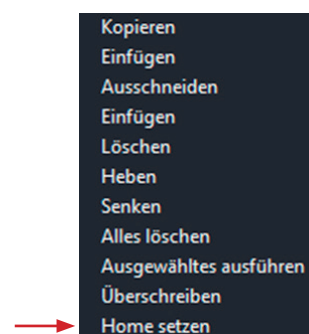 Kopieren
Einfügen
Ausschneiden
Einfügen
Löschen
Heben
Senken
Alles löschen
Ausgewähltes ausführen
Überschreiben
Home setzen